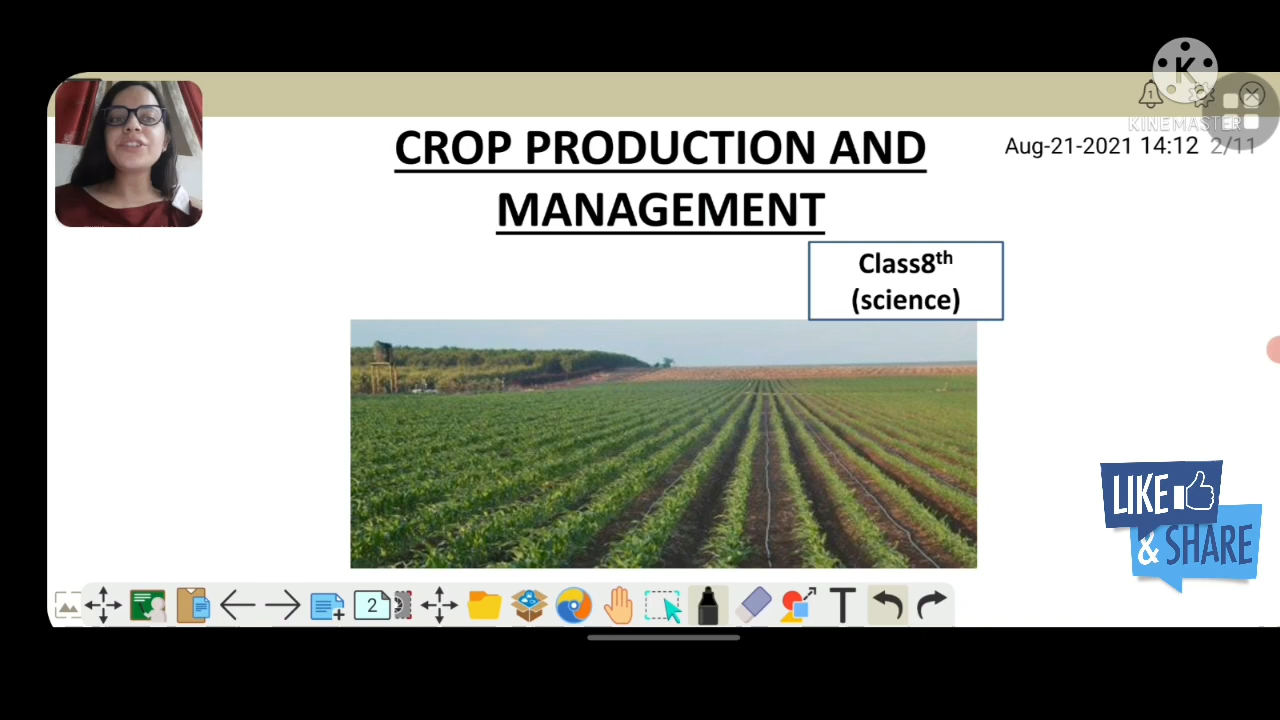 KINEMASTER
CROP PRODUCTION AND
MANAGEMENT
Aug-21-2021 14:12 2/11
Class8th
(science)
LIKE
& SHARE
2